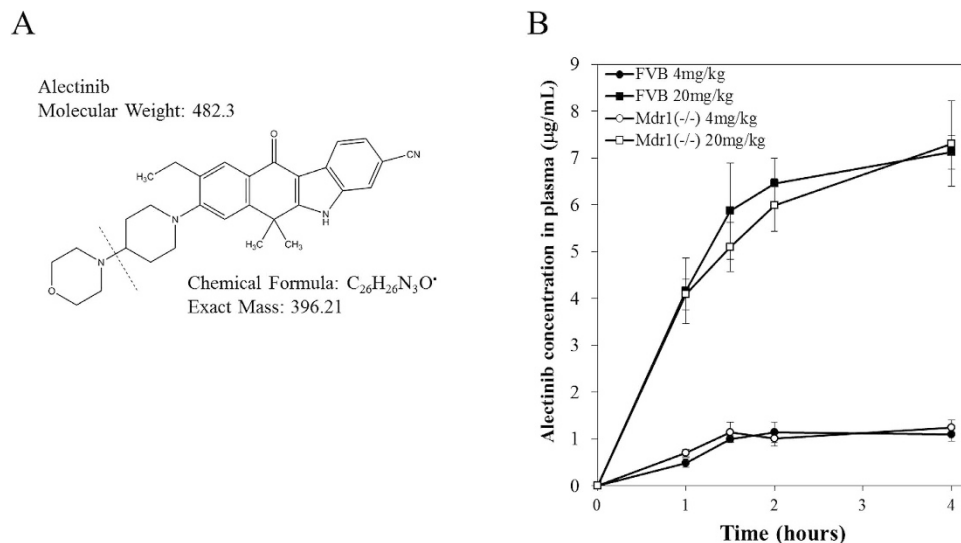 A
Alectinib
Molecular Weight: 482.3
O
H₃C
CN
N
NH
CH₃
CH₃
N
O
Chemical Formula: C₂₆H₂₆N₃O•
Exact Mass: 396.21
B
Alectinib concentration in plasma (µg/mL)
9
8
7
6
5
4
3
2
1
0
FVB 4mg/kg
FVB 20mg/kg
Mdr1(-/-) 4mg/kg
Mdr1(-/-) 20mg/kg
0 1 2 3 4
Time (hours)